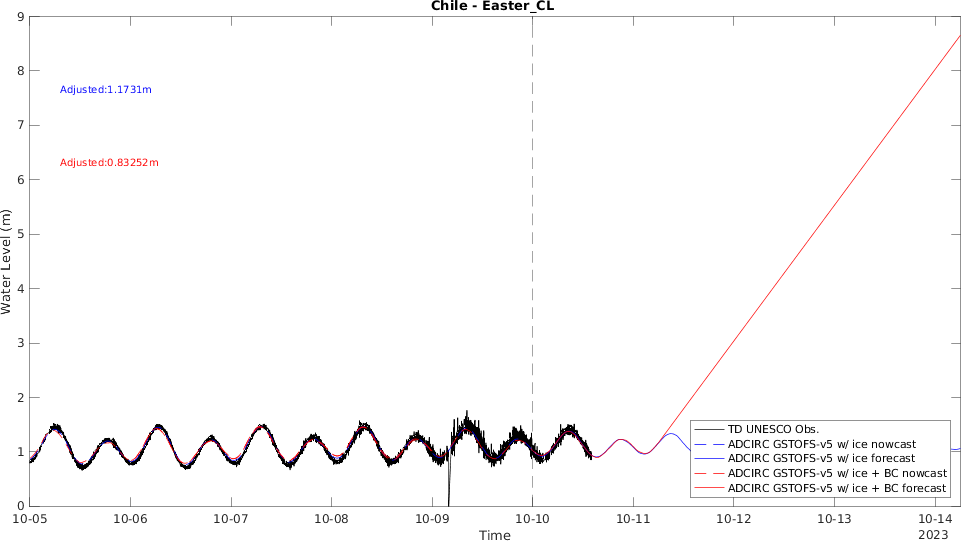 Chile - Easter_CL
9
8
7
6
5
4
3
2
1
0
Water Level (m)
Adjusted:1.1731m
Adjusted:0.83252m
TD UNESCO Obs.
ADCIRC GSTOFS-v5 w/ ice nowcast
ADCIRC GSTOFS-v5 w/ ice forecast
ADCIRC GSTOFS-v5 w/ ice + BC nowcast
ADCIRC GSTOFS-v5 w/ ice + BC forecast
10-05 10-06 10-07 10-08 10-09 10-10 10-11 10-12 10-13 10-14
2023
Time